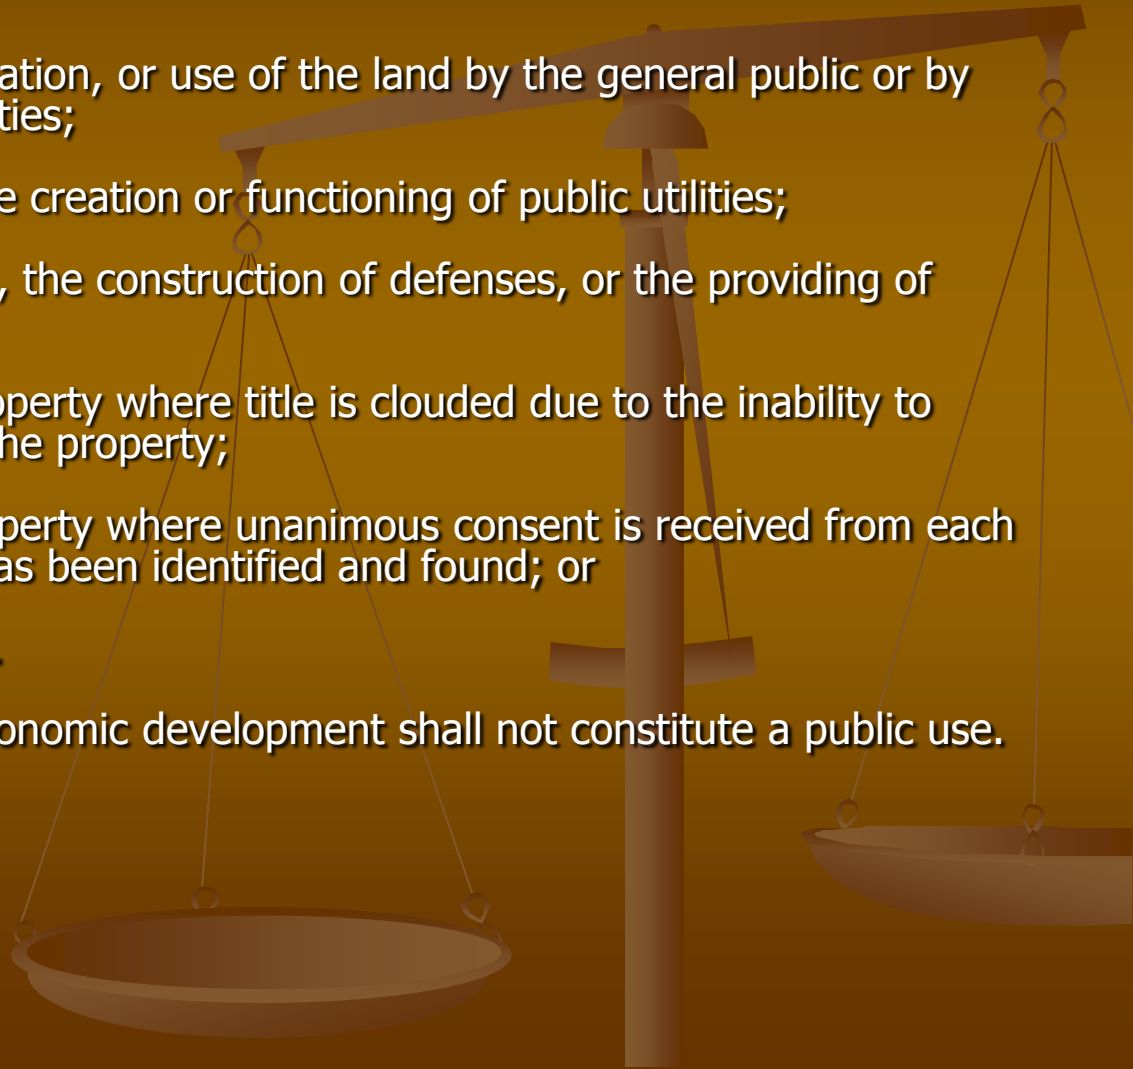 ation, or use of the land by the general public or by
ties;
e creation or functioning of public utilities;
, the construction of defenses, or the providing of
operty where title is clouded due to the inability to
he property;
perty where unanimous consent is received from each
as been identified and found; or
.
onomic development shall not constitute a public use.